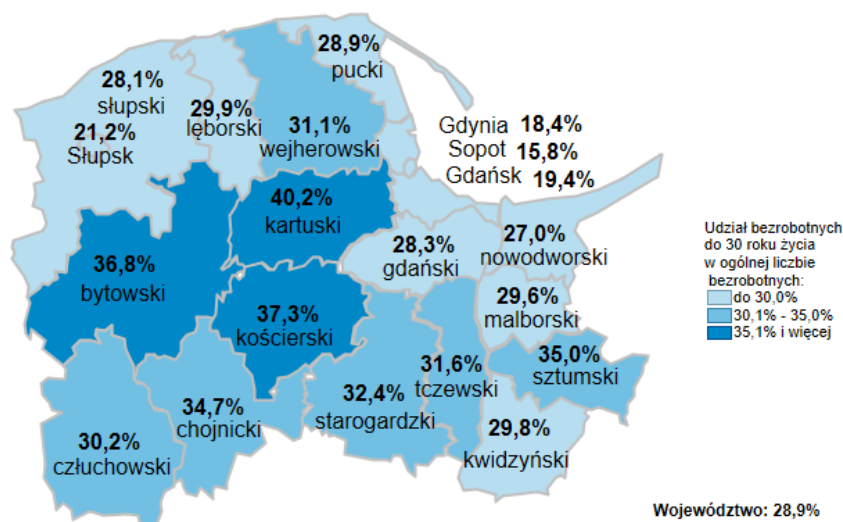 28,9%
pucki
28,1%
słupski
29,9%
lęborski
21,2%
Słupsk
31,1%
wejherowski
Gdynia 18,4%
Sopot 15,8%
Gdańsk 19,4%
40,2%
kartuski
28,3%
gdański
27,0%
nowodworski
36,8%
bytowski
37,3%
kościerski
29,6%
malborski
31,6%
tczewski
35,0%
sztumski
32,4%
starogardzki
34,7%
chojnicki
30,2%
człuchowski
29,8%
kwidzyński
Udział bezrobotnych
do 30 roku życia
w ogólnej liczbie
bezrobotnych:
do 30,0%
30,1% - 35,0%
35,1% i więcej
Województwo: 28,9%